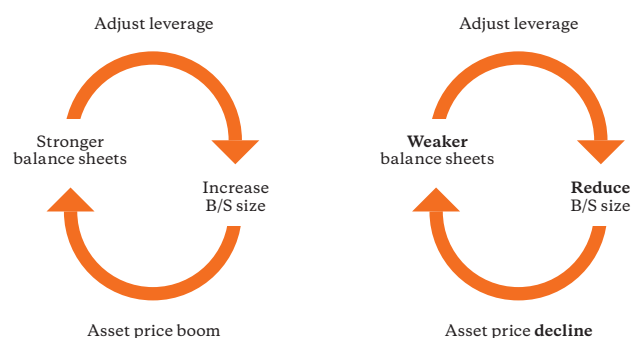 Adjust leverage
Stronger
balance sheets
Increase
B/S size
Asset price boom
Adjust leverage
Weaker
balance sheets
Reduce
B/S size
Asset price decline